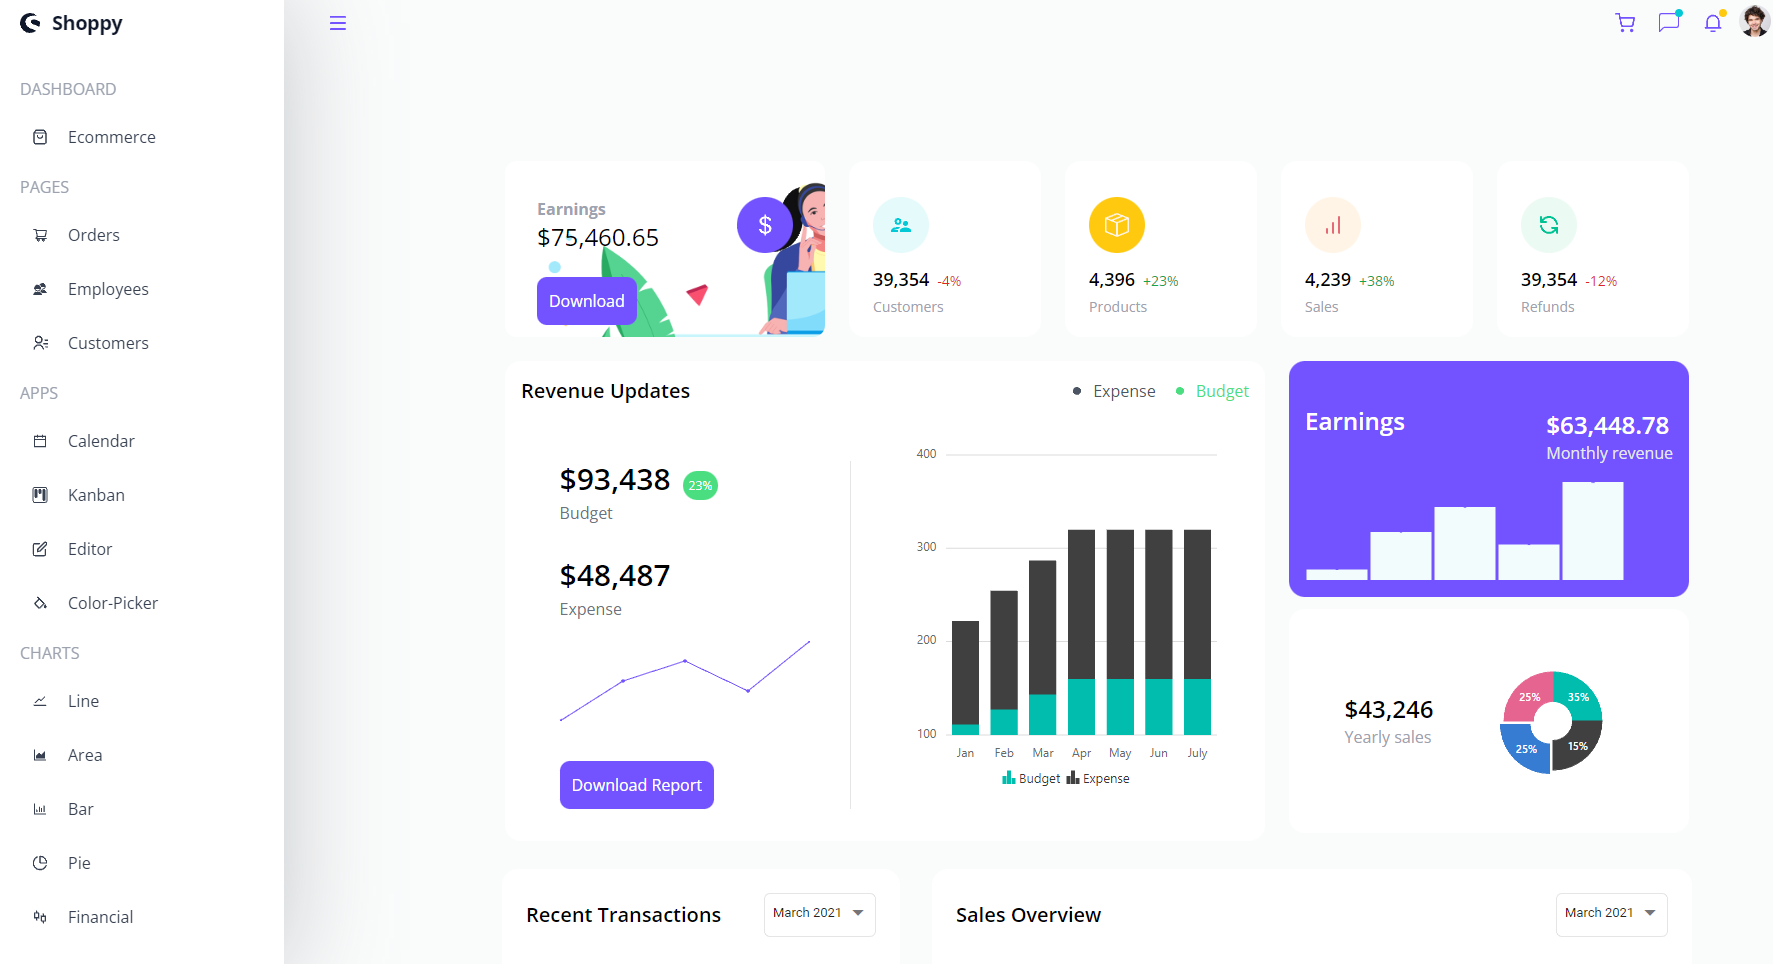 Shoppy
DASHBOARD
Ecommerce
PAGES
Orders
Employees
Customers
APPS
Calendar
Kanban
Editor
Color-Picker
CHARTS
Line
Area
Bar
Pie
Financial
Earnings
$75,460.65
$
Download
39,354 -4%
Customers
4,396 +23%
Products
4,239 +38%
Sales
39,354 -12%
Refunds
Revenue Updates
Expense
Budget
$93,438 23%
Budget
$48,487
Expense
Download Report
400
300
200
100
Jan Feb Mar Apr May Jun July
Budget Expense
Earnings
$63,448.78
Monthly revenue
$43,246
Yearly sales
25% 35%
25% 15%
Recent Transactions
March 2021
Sales Overview
March 2021